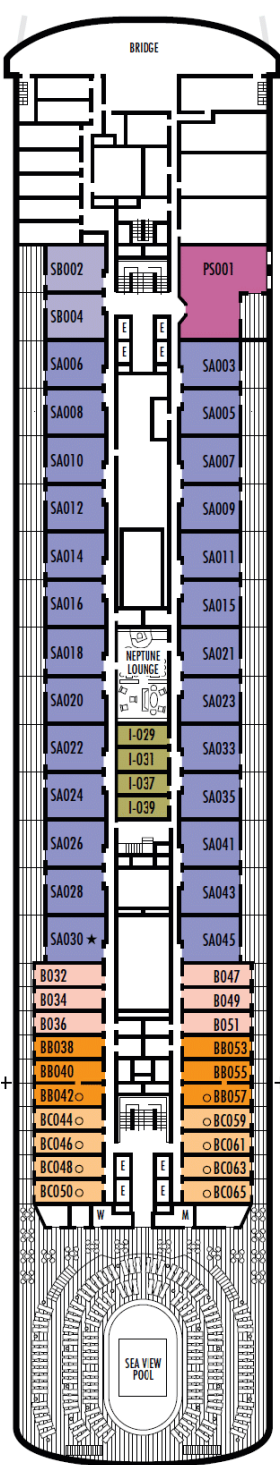 BRIDGE
SB002
PS001
SB004
E E
SA006
SA003
E E
SA008
SA005
SA010
SA007
SA012
SA009
SA014
SA011
SA016
SA015
SA018
NEPTUNE
LOUNGE
SA021
SA020
SA023
SA022
I-029
SA033
I-031
SA024
I-037
SA035
I-039
SA026
SA041
SA028
SA043
SA030 ★
SA045
B032
B047
B034
B049
B036
B051
BB038
BB053
BB040
BB055
BB042○
○BB057
BC044○
○BC059
BC046○
○BC061
BC048○
E E
○BC063
BC050○
E E
○BC065
W
M
SEA VIEW
POOL